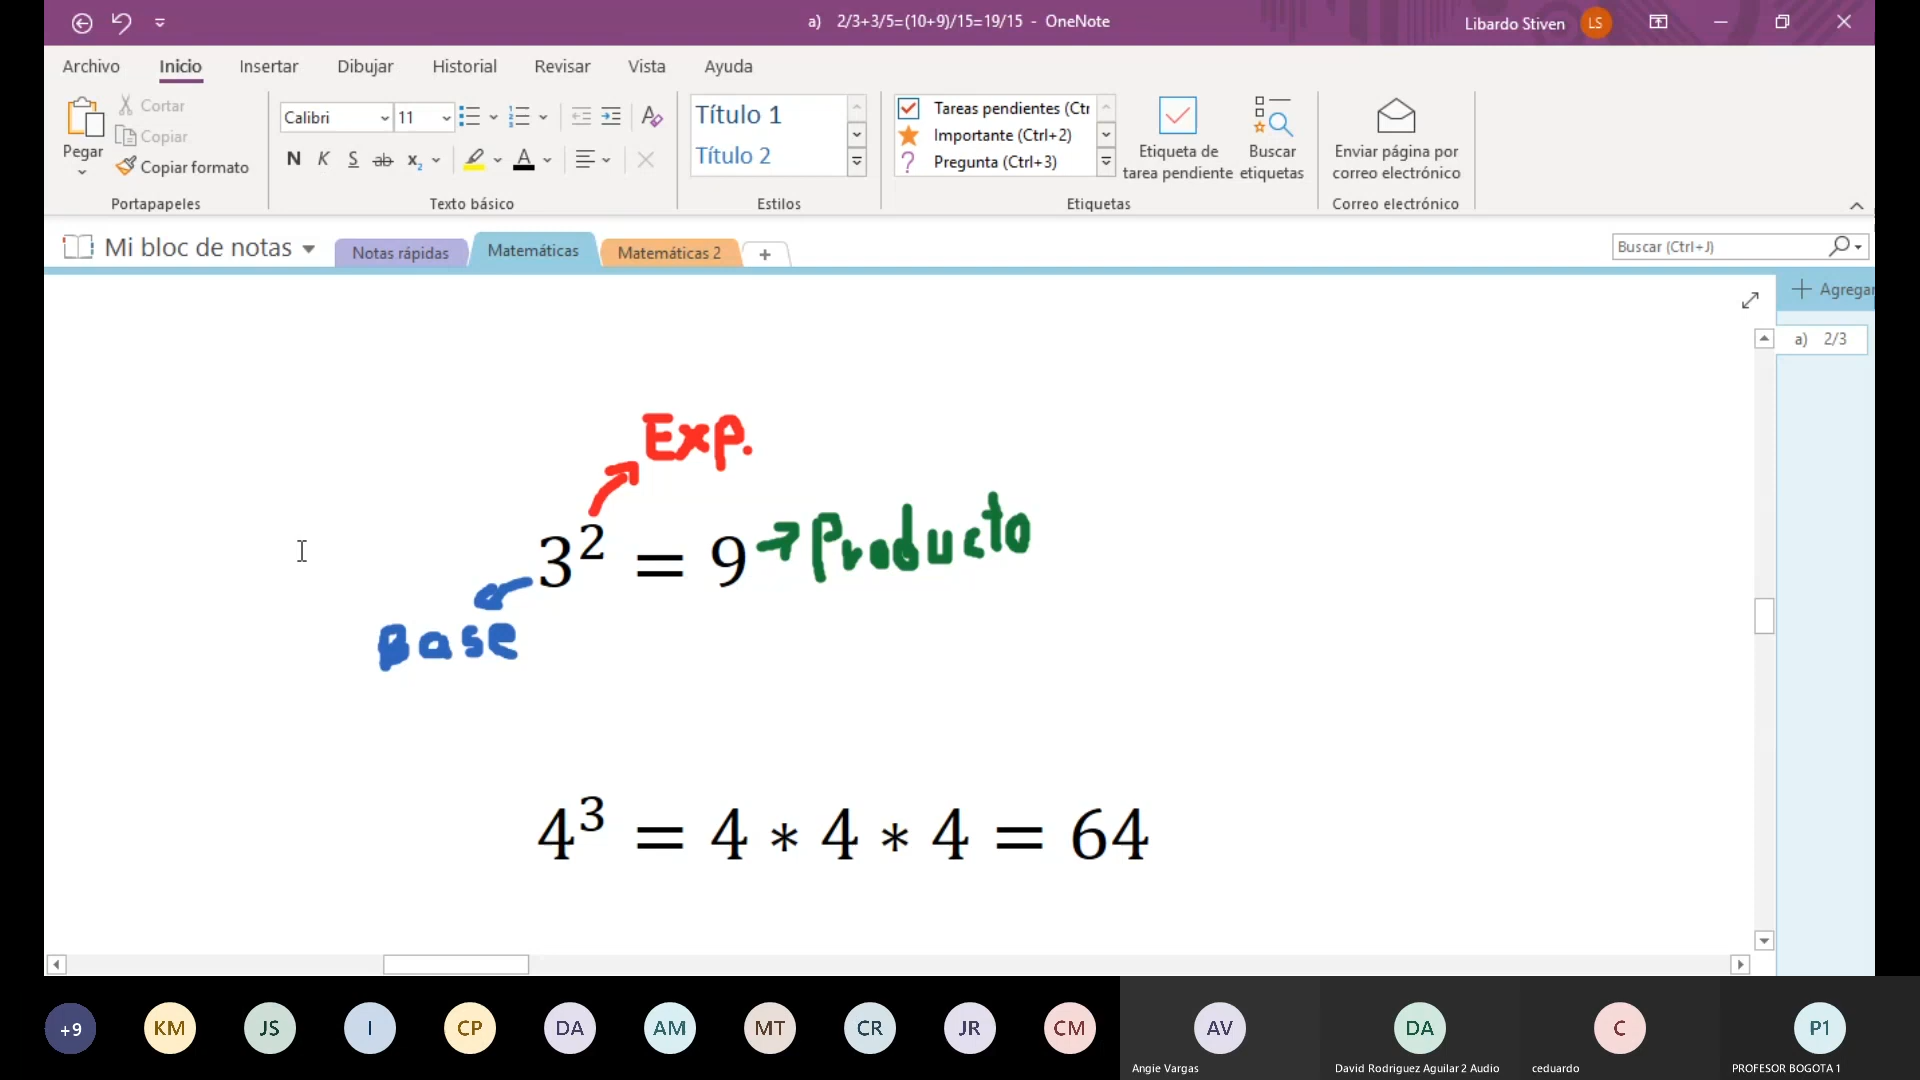 a) 2/3+3/5=(10+9)/15=19/15 - OneNote
Libardo Stiven LS
Archivo Inicio Insertar Dibujar Historial Revisar Vista Ayuda
Pegar
Cortar
Copiar
Copiar formato
Portapapeles
Calibri 11
N K S ab x₂ A
Texto básico
Título 1
Título 2
Estilos
Tareas pendientes (Ctr
Importante (Ctrl+2)
Pregunta (Ctrl+3)
Etiqueta de
tarea pendiente
Buscar
etiquetas
Etiquetas
Enviar página por
correo electrónico
Correo electrónico
Mi bloc de notas Notas rápidas Matemáticas Matemáticas 2 +
Buscar (Ctrl+J)
Agregar
a) 2/3
Exp.
3² = 9 → Producto
Base
4³ = 4 * 4 * 4 = 64
+9 KM JS I CP DA AM MT CR JR CM AV DA C P1
Angie Vargas David Rodriguez Aguilar 2 Audio ceduardo PROFESOR BOGOTA 1